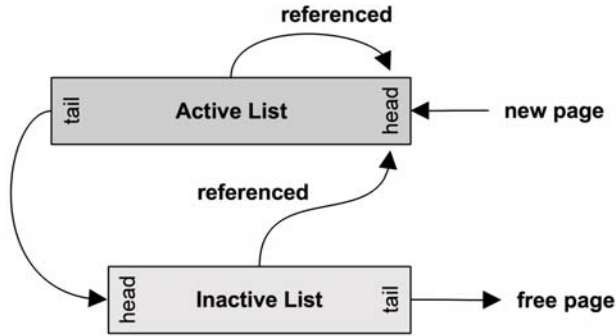 referenced
tail
Active List
head
new page
referenced
head
Inactive List
tail
free page